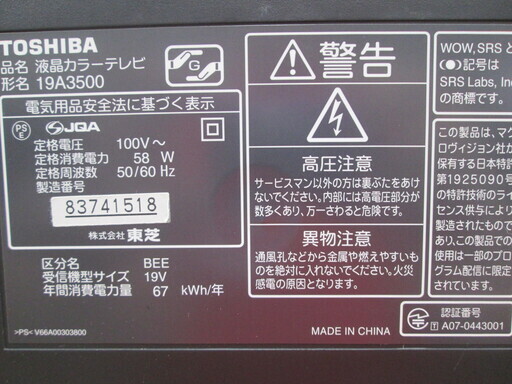 TOSHIBA
品名 液晶カラーテレビ
形名 19A3500
電気用品安全法に基づく表示
PS
E
JQA
定格電圧 100V～
定格消費電力 58 W
定格周波数 50/60 Hz
製造番号
83741518
株式会社 東芝
区分名 BEE
受信機型サイズ 19V
年間消費電力量 67 kWh/年
>PS< V66A00303800
G
警告
高圧注意
サービスマン以外の方は裏ぶたをあけ
ないでください。内部には高電圧部分が
数多くあり、万一さわると危険です。
異物注意
通風孔などから金属や燃えやすいもの
を絶対に入れないでください。火災
感電の原因となります。
MADE IN CHINA
WOW, SRS と
記号は
SRS Labs, Inc
の商標です。
この製品は、マク
ロヴィジョン社が
保有する日本特許
第1925090号
の特許技術のライ
センス供与により
製造されたもので
あり、この製品での
使用は一部のプロ
グラム配信に限定
されています。
認証番号
T A07-0443001